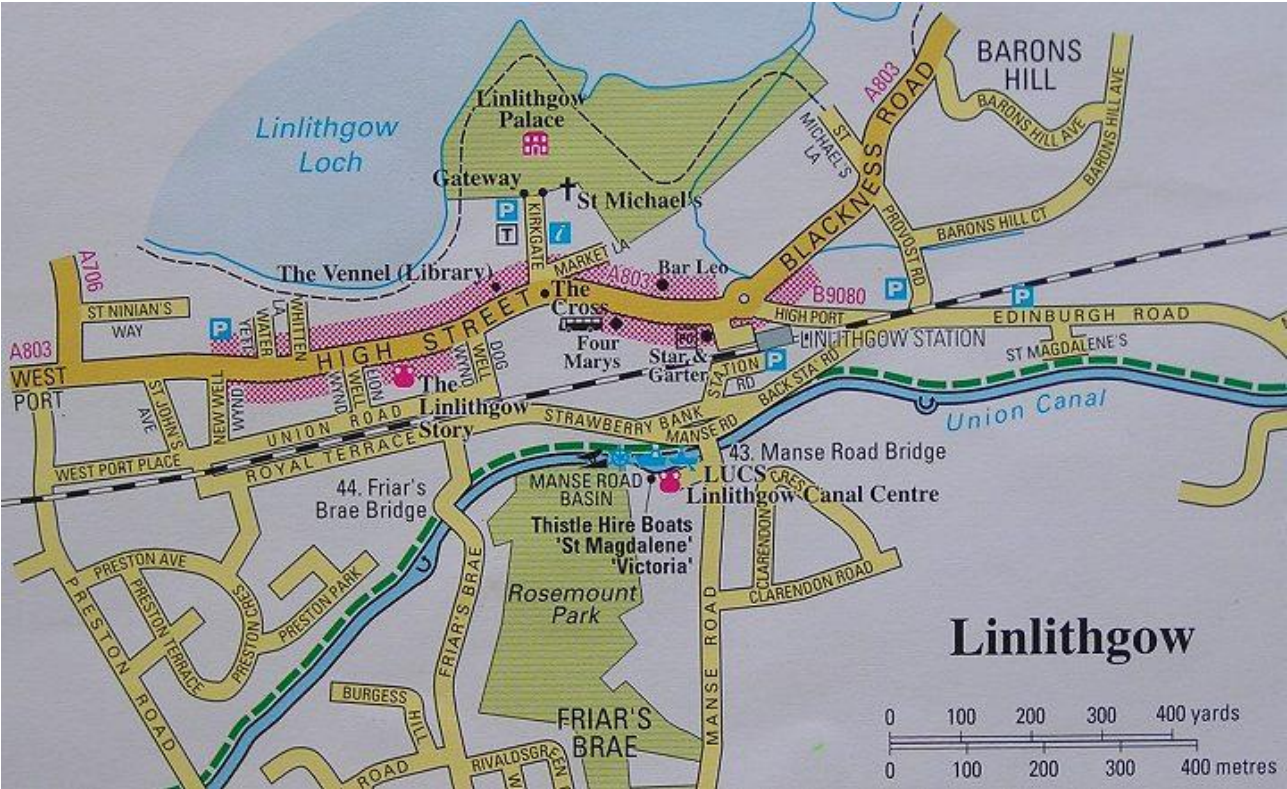 BARONS
HILL
A803
BLACKNESS ROAD
BARONS HILL AVE
BARONS HILL AVE
BARONS HILL CT
ST
MICHAEL'S
LA
PROVOST RD
Linlithgow
Loch
Linlithgow
Palace
Gateway
St Michael's
P
T
KIRKGATE
i
MARKET LA
The Vennel (Library)
A803
Bar Leo
The
Cross
B9080
P
P
HIGH PORT
EDINBURGH ROAD
A706
ST NINIAN'S
WAY
P
WATER
YETT
WHITTEN
LA
HIGH STREET
A803
WEST
PORT
Four
Marys
PO
Star &
Garter
LINLITHGOW STATION
P
STATION
RD
BACK STA' RD
ST MAGDALENE'S
DOG
WELL
WYND
LION
WELL
WYND
NEW WELL
WYND
ST JOHN'S
AVE
The
Linlithgow
Story
UNION ROAD
STRAWBERRY BANK
MANSE RD
Union Canal
WEST PORT PLACE
ROYAL TERRACE
43. Manse Road Bridge
LUCS
Linlithgow Canal Centre
MANSE ROAD
BASIN
44. Friar's
Brae Bridge
Thistle Hire Boats
'St Magdalene'
'Victoria'
CRES
CLARENDON
CLARENDON ROAD
PRESTON AVE
PRESTON TERRACE
PRESTON CRES
PRESTON PARK
PRESTON ROAD
FRIAR'S BRAE
Rosemount
Park
MANSE ROAD
Linlithgow
BURGESS
HILL
FRIAR'S
BRAE
ROAD
RIVALDSGREEN
W
0 100 200 300 400 yards
0 100 200 300 400 metres